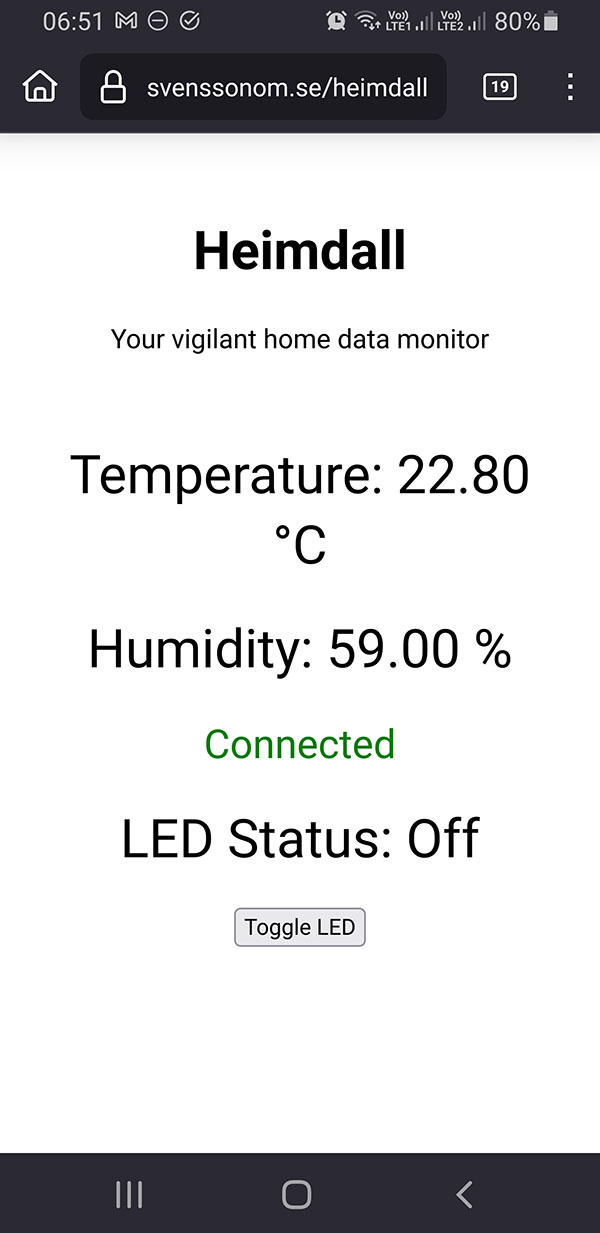 06:51 Vo)) LTE1 Vo)) LTE2 80%
svenssonom.se/heimdall 19
Heimdall
Your vigilant home data monitor
Temperature: 22.80
°C
Humidity: 59.00 %
Connected
LED Status: Off
Toggle LED